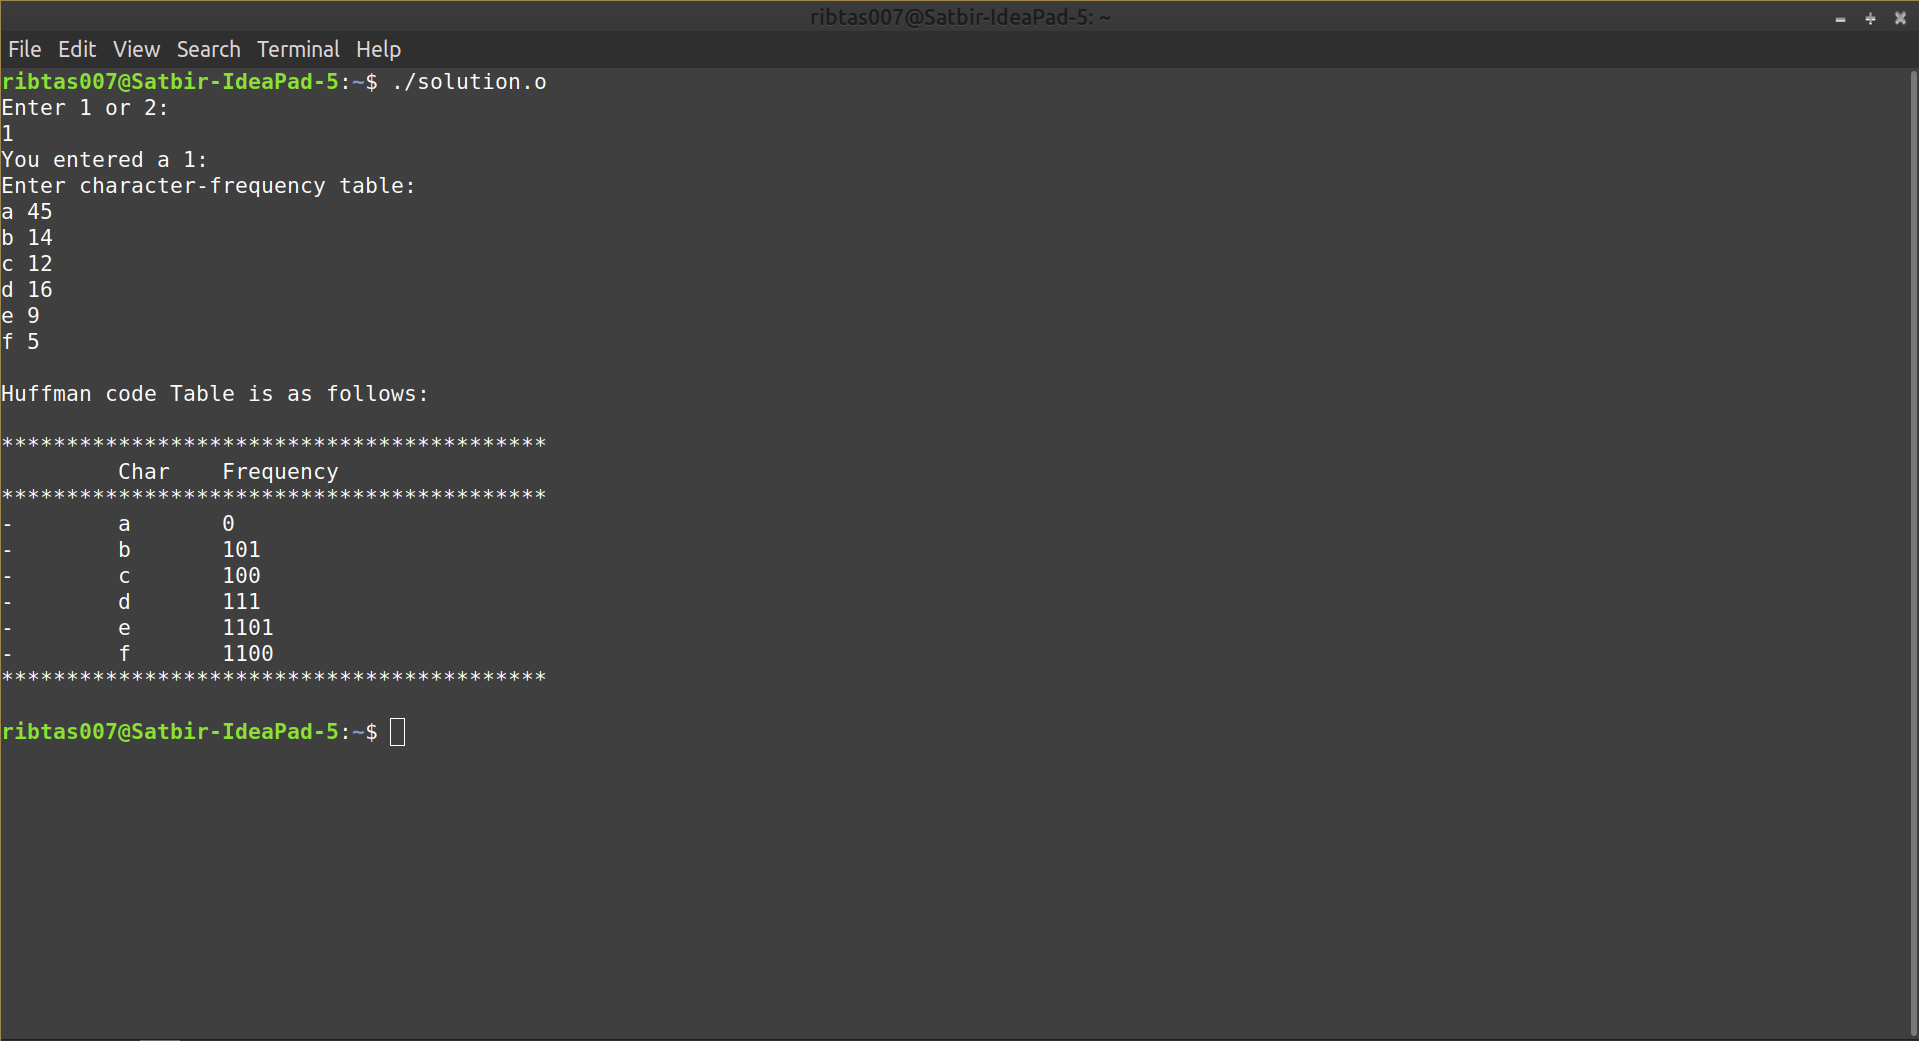 ribtas007@Satbir-IdeaPad-5: ~
File Edit View Search Terminal Help
ribtas007@Satbir-IdeaPad-5:~$ ./solution.o
Enter 1 or 2:
1
You entered a 1:
Enter character-frequency table:
a 45
b 14
c 12
d 16
e 9
f 5
Huffman code Table is as follows:
******************************************
Char Frequency
******************************************
- a 0
- b 101
- c 100
- d 111
- e 1101
- f 1100
******************************************
ribtas007@Satbir-IdeaPad-5:~$